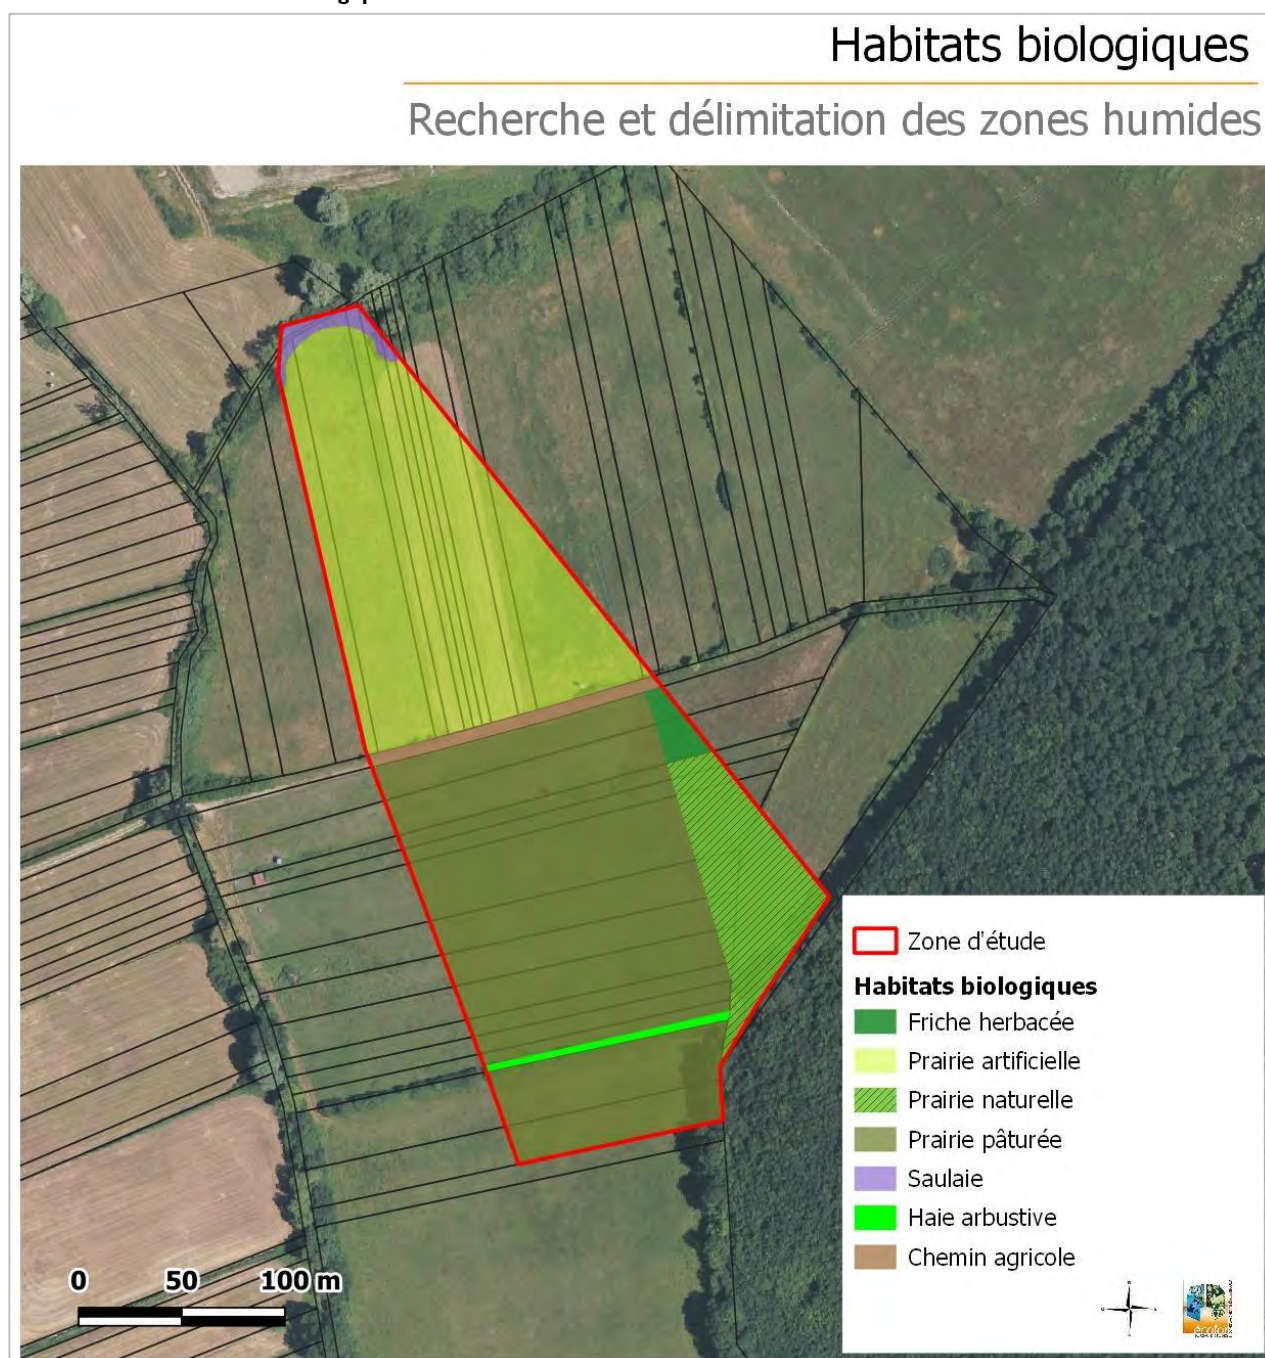 Habitats biologiques
Recherche et délimitation des zones humides
Zone d'étude
Habitats biologiques
Friche herbacée
Prairie artificielle
Prairie naturelle
Prairie pâturée
Saulaie
Haie arbustive
Chemin agricole
0 50 100 m